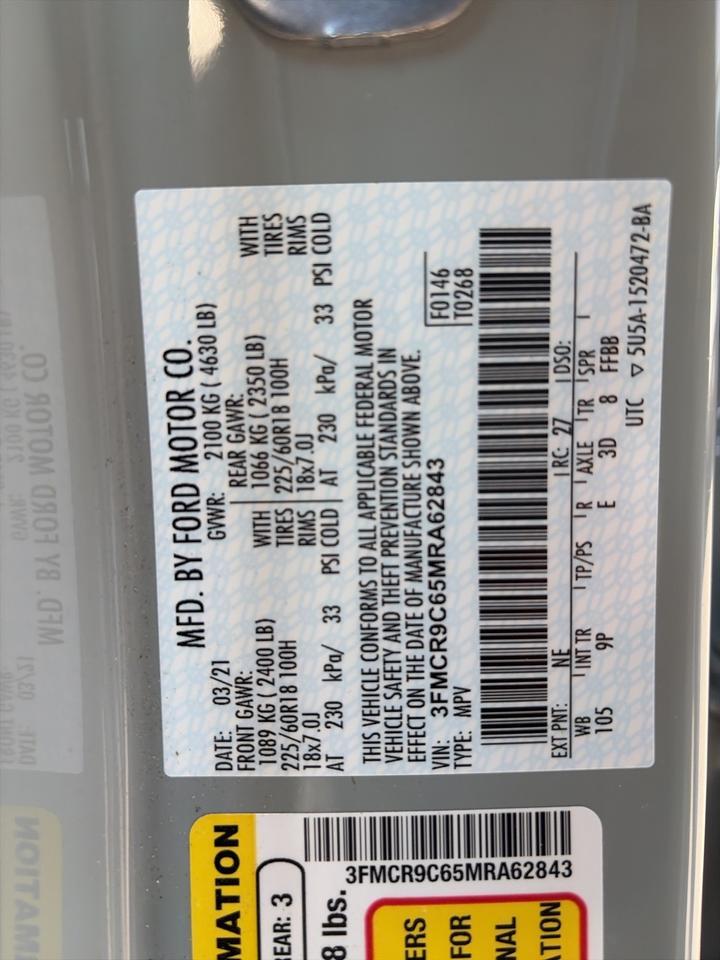 MFD. BY FORD MOTOR CO.
DATE: 03/21 GVWR: 2100 KG ( 4630 LB)
FRONT GAWR: REAR GAWR:
1089 KG ( 2400 LB) WITH 1066 KG ( 2350 LB) WITH
225/60R18 100H TIRES 225/60R18 100H TIRES
18x7.0J RIMS 18x7.0J RIMS
AT 230 kPa/ 33 PSI COLD AT 230 kPa/ 33 PSI COLD
THIS VEHICLE CONFORMS TO ALL APPLICABLE FEDERAL MOTOR
VEHICLE SAFETY AND THEFT PREVENTION STANDARDS IN
EFFECT ON THE DATE OF MANUFACTURE SHOWN ABOVE.
VIN: 3FMCR9C65MRA62843 F0146
TYPE: MPV T0268
EXT PNT: NE RC: 27 DSO:
WB INT TR TP/PS R AXLE TR SPR
105 9P E 3D 8 FFBB
UTC ▽ 5U5A-1520472-BA
MATION
EAR: 3
8 lbs.
3FMCR9C65MRA62843
ERS
FOR
NAL
TION